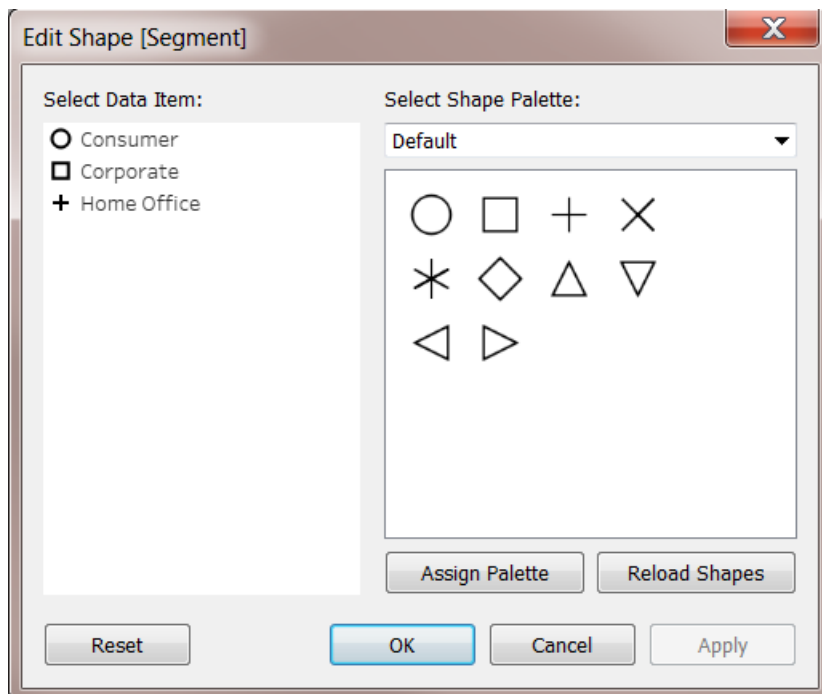 Edit Shape [Segment]
Select Data Item:
Consumer
Corporate
Home Office
Select Shape Palette:
Default
Assign Palette
Reload Shapes
Reset
OK
Cancel
Apply